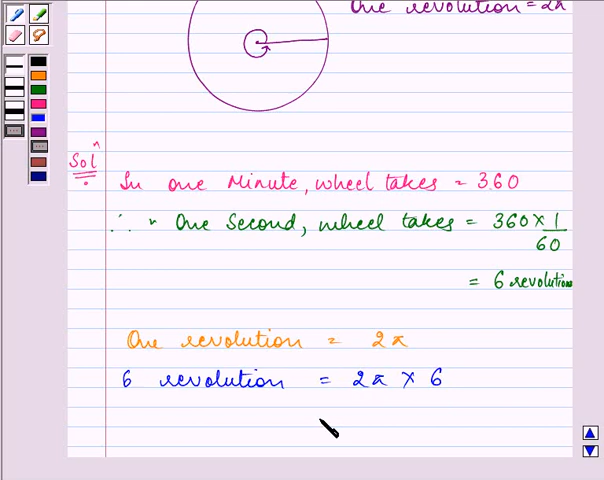 One revolution = 2π
Solⁿ
In one Minute, wheel takes = 360
∴ " One Second, wheel takes = 360 × 1/60
= 6 revolutions
One revolution = 2π
6 revolution = 2π × 6